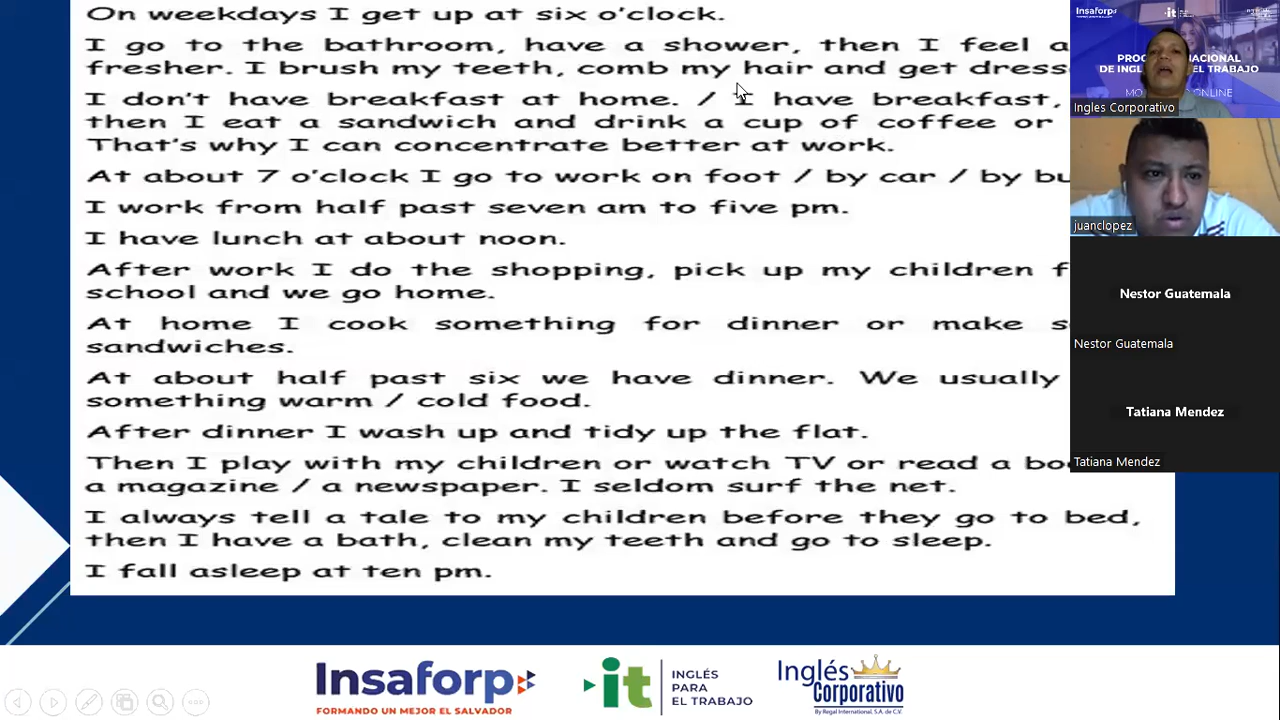 On weekdays I get up at six o'clock.
I go to the bathroom, have a shower, then I feel a
fresher. I brush my teeth, comb my hair and get dress
I don't have breakfast at home. / I have breakfast,
then I eat a sandwich and drink a cup of coffee or
That's why I can concentrate better at work.
At about 7 o'clock I go to work on foot / by car / by bu
I work from half past seven am to five pm.
I have lunch at about noon.
After work I do the shopping, pick up my children f
school and we go home.
At home I cook something for dinner or make s
sandwiches.
At about half past six we have dinner. We usually
something warm / cold food.
After dinner I wash up and tidy up the flat.
Then I play with my children or watch TV or read a bo
a magazine / a newspaper. I seldom surf the net.
I always tell a tale to my children before they go to bed,
then I have a bath, clean my teeth and go to sleep.
I fall asleep at ten pm.
Insaforp
it
Ingles Corporativo
juanclopez
Nestor Guatemala
Nestor Guatemala
Tatiana Mendez
Tatiana Mendez
Insaforp
FORMANDO UN MEJOR EL SALVADOR
it
INGLÉS
PARA
EL TRABAJO
Inglés
Corporativo
By Regal International, S.A. de C.V.